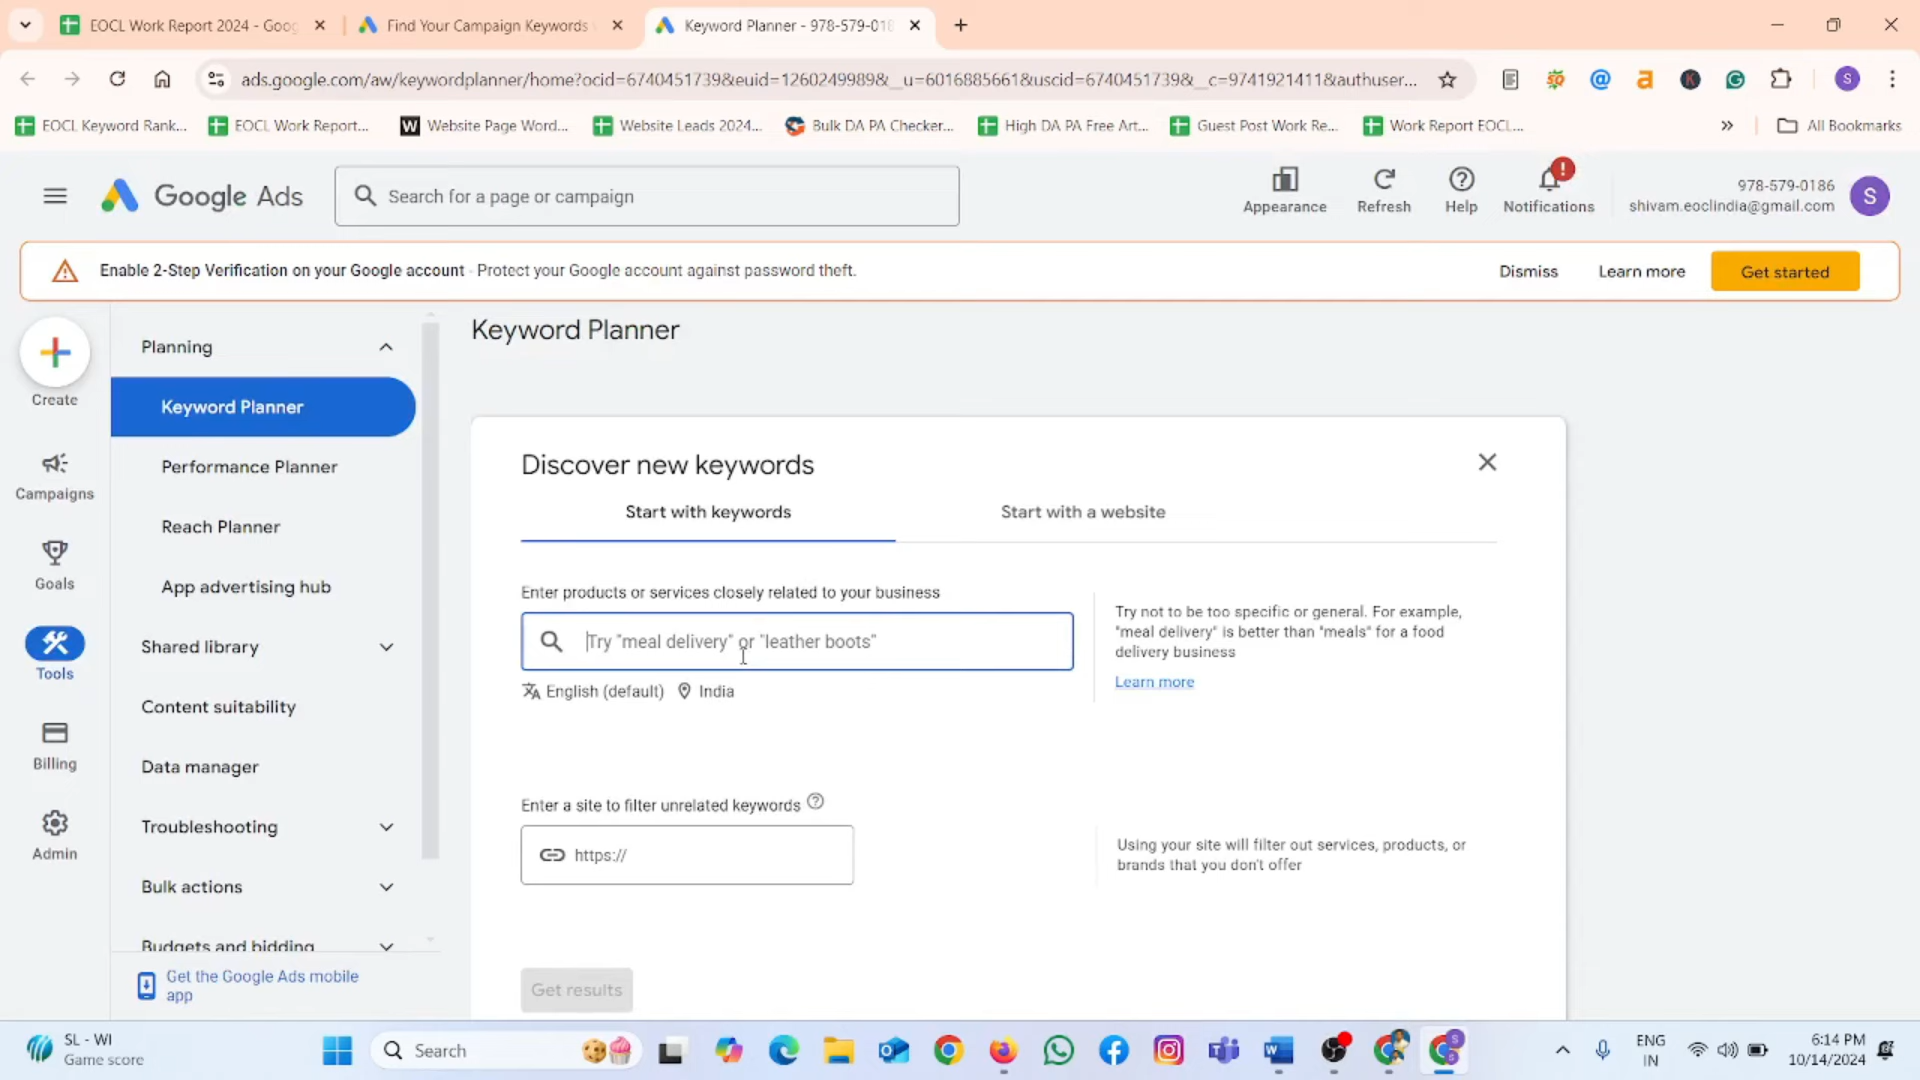 EOCL Work Report 2024 - Goog
Find Your Campaign Keywords
Keyword Planner - 978-579-018
ads.google.com/aw/keywordplanner/home?ocid=6740451739&euid=1260249989&__u=6016885661&uscid=6740451739&__c=9741921411&authuser...
EOCL Keyword Rank...
EOCL Work Report...
Website Page Word...
Website Leads 2024...
Bulk DA PA Checker...
High DA PA Free Art...
Guest Post Work Re...
Work Report EOCL...
All Bookmarks
Google Ads
Search for a page or campaign
Appearance
Refresh
Help
Notifications
978-579-0186
shivam.eoclindia@gmail.com
S
Enable 2-Step Verification on your Google account - Protect your Google account against password theft.
Dismiss
Learn more
Get started
Create
Campaigns
Goals
Tools
Billing
Admin
Planning
Keyword Planner
Performance Planner
Reach Planner
App advertising hub
Shared library
Content suitability
Data manager
Troubleshooting
Bulk actions
Budgets and bidding
Get the Google Ads mobile
app
Keyword Planner
Discover new keywords
Start with keywords
Start with a website
Enter products or services closely related to your business
Try "meal delivery" or "leather boots"
English (default)
India
Try not to be too specific or general. For example,
"meal delivery" is better than "meals" for a food
delivery business
Learn more
Enter a site to filter unrelated keywords
https://
Using your site will filter out services, products, or
brands that you don't offer
Get results
SL - WI
Game score
Search
ENG
IN
6:14 PM
10/14/2024